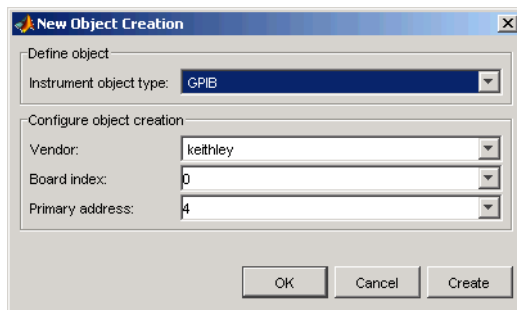 New Object Creation
Define object
Instrument object type: GPIB
Configure object creation
Vendor: keithley
Board index: 0
Primary address: 4
OK Cancel Create